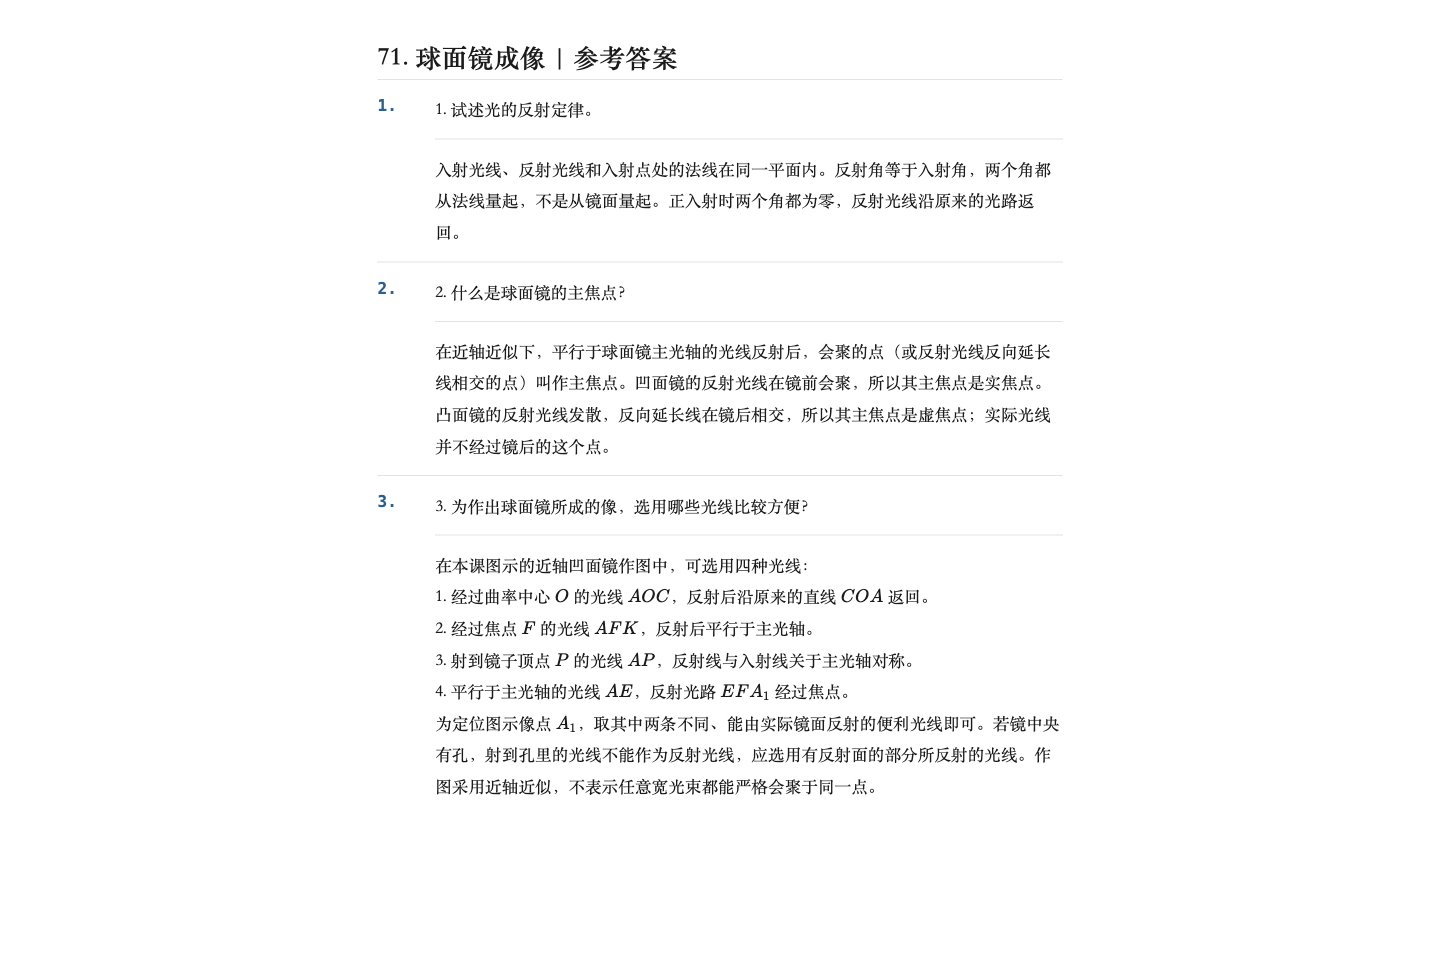 71. 球面镜成像 | 参考答案
1.
1. 试述光的反射定律。
入射光线、反射光线和入射点处的法线在同一平面内。反射角等于入射角，两个角都
从法线量起，不是从镜面量起。正入射时两个角都为零，反射光线沿原来的光路返
回。
2.
2. 什么是球面镜的主焦点？
在近轴近似下，平行于球面镜主光轴的光线反射后，会聚的点（或反射光线反向延长
线相交的点）叫作主焦点。凹面镜的反射光线在镜前会聚，所以其主焦点是实焦点。
凸面镜的反射光线发散，反向延长线在镜后相交，所以其主焦点是虚焦点；实际光线
并不经过镜后的这个点。
3.
3. 为作出球面镜所成的像，选用哪些光线比较方便？
在本课图示的近轴凹面镜作图中，可选用四种光线：
1. 经过曲率中心 O 的光线 AOC，反射后沿原来的直线 COA 返回。
2. 经过焦点 F 的光线 AFK，反射后平行于主光轴。
3. 射到镜子顶点 P 的光线 AP，反射线与入射线关于主光轴对称。
4. 平行于主光轴的光线 AE，反射光路 EFA₁ 经过焦点。
为定位图示像点 A₁，取其中两条不同、能由实际镜面反射的便利光线即可。若镜中央
有孔，射到孔里的光线不能作为反射光线，应选用有反射面的部分所反射的光线。作
图采用近轴近似，不表示任意宽光束都能严格会聚于同一点。